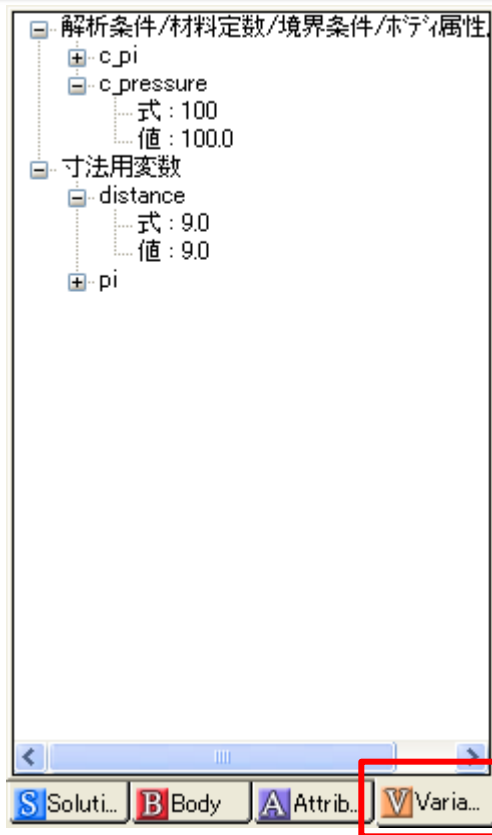 解析条件/材料定数/境界条件/ボディ属性
c_pi
c_pressure
式 : 100
値 : 100.0
寸法用変数
distance
式 : 9.0
値 : 9.0
pi
S Soluti... B Body A Attrib... V Varia...